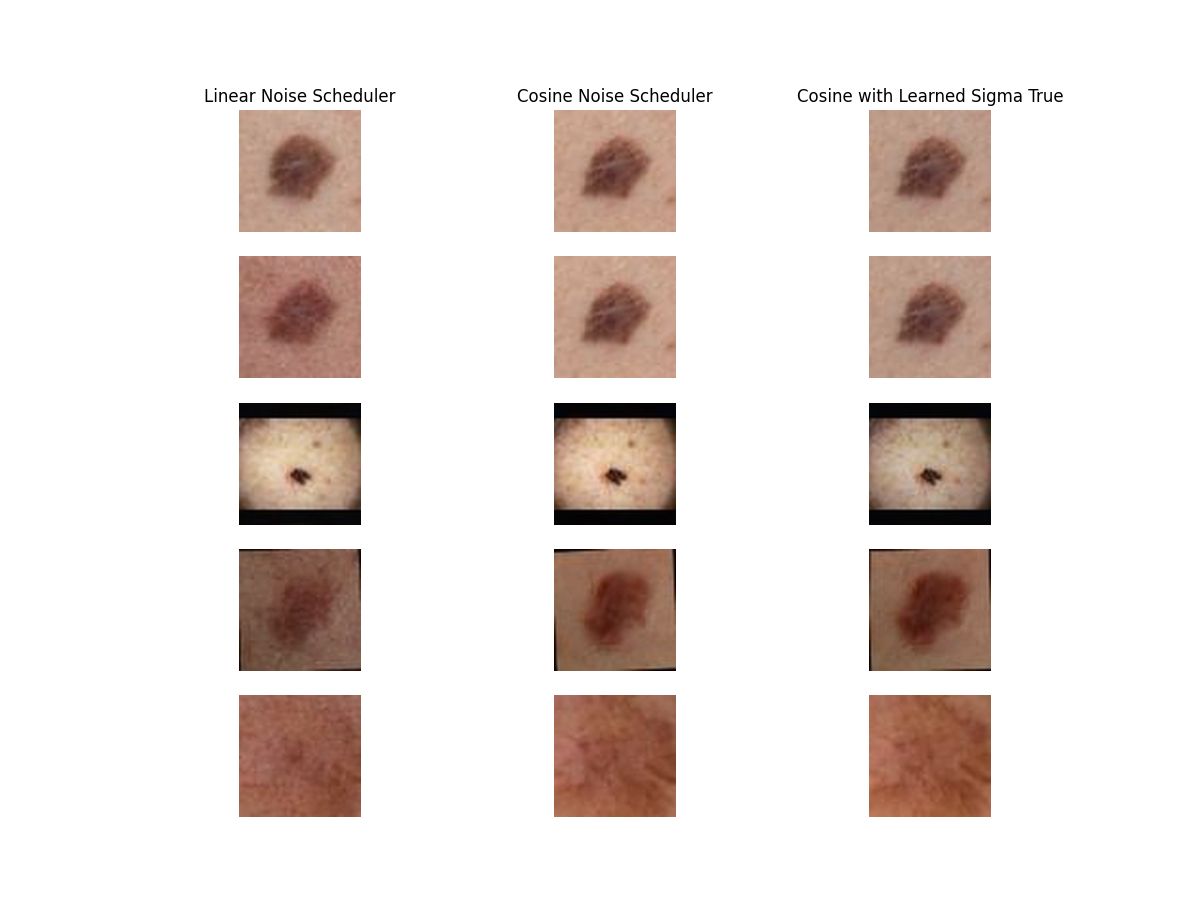 Linear Noise Scheduler
Cosine Noise Scheduler
Cosine with Learned Sigma True